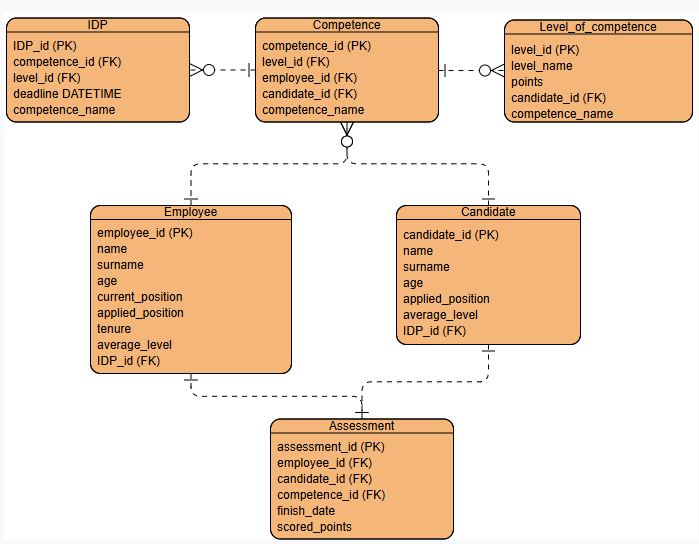 IDP
IDP_id (PK)
competence_id (FK)
level_id (FK)
deadline DATETIME
competence_name
Competence
competence_id (PK)
level_id (FK)
employee_id (FK)
candidate_id (FK)
competence_name
Level_of_competence
level_id (PK)
level_name
points
candidate_id (FK)
competence_name
Employee
employee_id (PK)
name
surname
age
current_position
applied_position
tenure
average_level
IDP_id (FK)
Candidate
candidate_id (PK)
name
surname
age
applied_position
average_level
IDP_id (FK)
Assessment
assessment_id (PK)
employee_id (FK)
candidate_id (FK)
competence_id (FK)
finish_date
scored_points